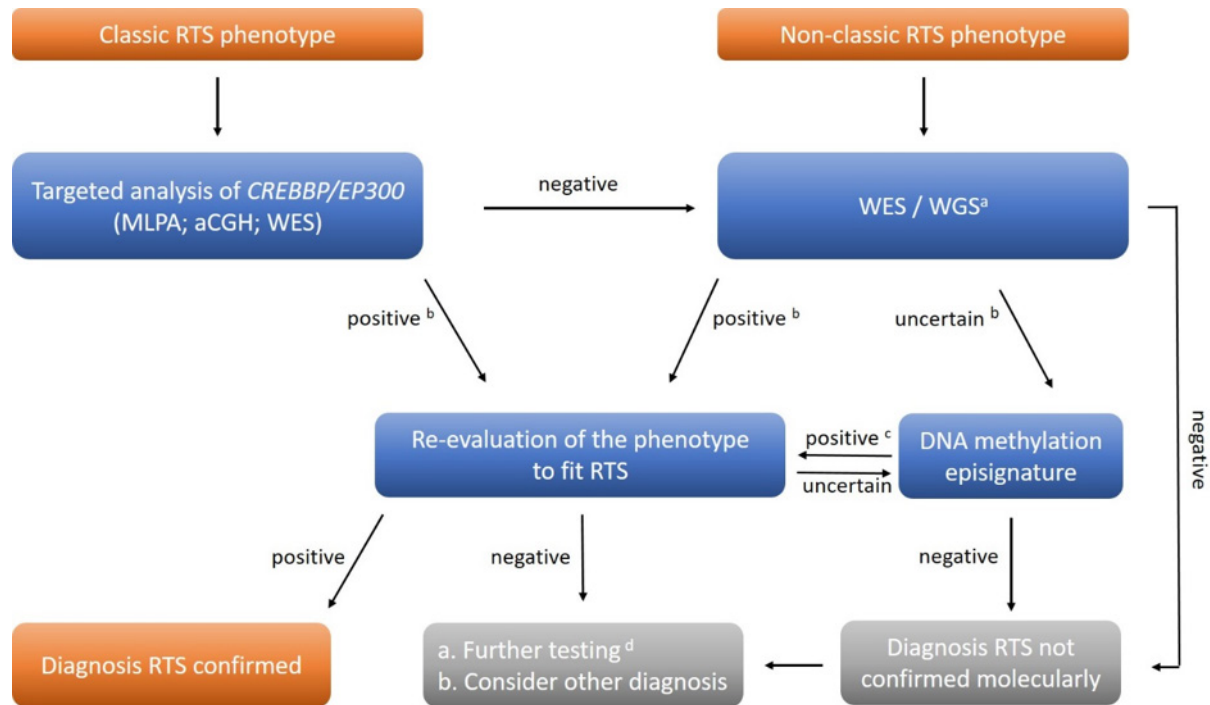 Classic RTS phenotype
Non-classic RTS phenotype
Targeted analysis of CREBBP/EP300
(MLPA; aCGH; WES)
negative
WES / WGSᵃ
positive ᵇ
positive ᵇ
uncertain ᵇ
negative
Re-evaluation of the phenotype
to fit RTS
positive ᶜ
uncertain
DNA methylation
episignature
positive
negative
negative
Diagnosis RTS confirmed
a. Further testing ᵈ
b. Consider other diagnosis
Diagnosis RTS not
confirmed molecularly